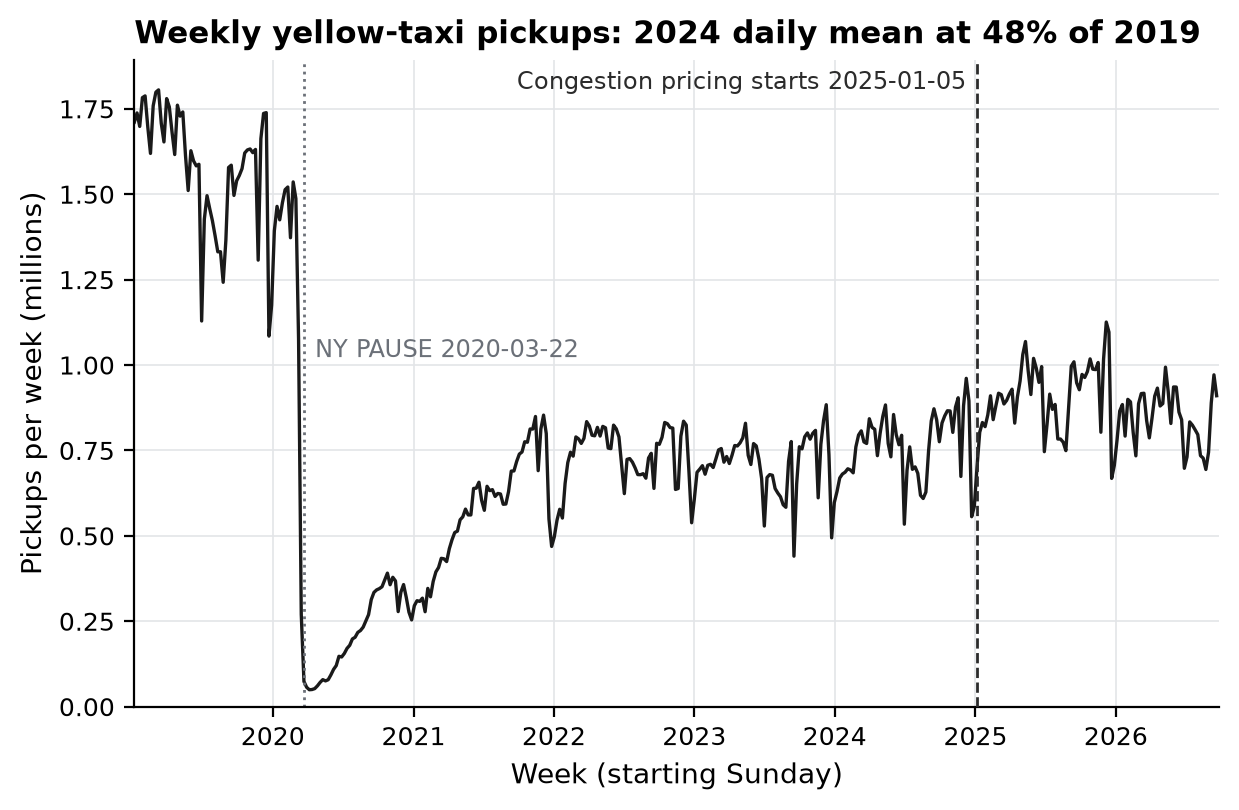 Weekly yellow-taxi pickups: 2024 daily mean at 48% of 2019
Congestion pricing starts 2025-01-05
NY PAUSE 2020-03-22
Pickups per week (millions)
1.75
1.50
1.25
1.00
0.75
0.50
0.25
0.00
2020 2021 2022 2023 2024 2025 2026
Week (starting Sunday)